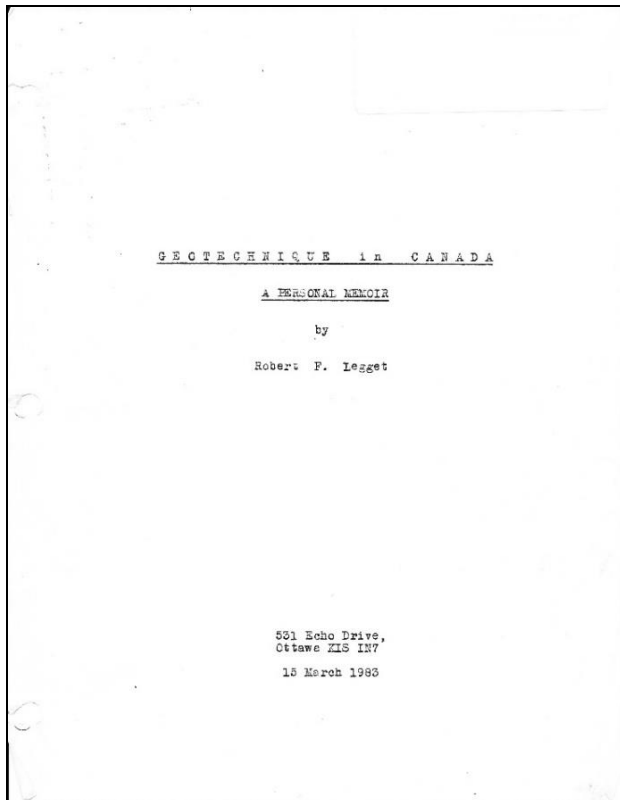 GEOTECHNIQUE in CANADA
A PERSONAL MEMOIR
by
Robert F. Legget
531 Echo Drive,
Ottawa K1S 1N7
15 March 1983